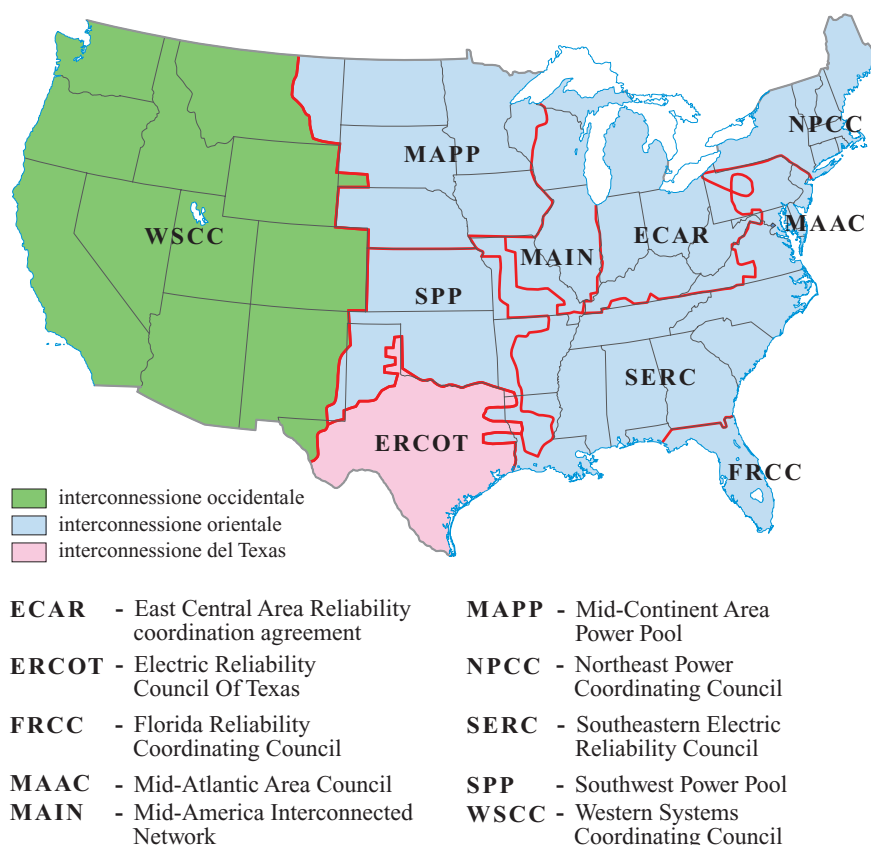 NPCC
MAPP
MAAC
WSCC
ECAR
MAIN
SPP
SERC
ERCOT
FRCC
interconnessione occidentale
interconnessione orientale
interconnessione del Texas
ECAR - East Central Area Reliability
coordination agreement
ERCOT - Electric Reliability
Council Of Texas
FRCC - Florida Reliability
Coordinating Council
MAAC - Mid-Atlantic Area Council
MAIN - Mid-America Interconnected
Network
MAPP - Mid-Continent Area
Power Pool
NPCC - Northeast Power
Coordinating Council
SERC - Southeastern Electric
Reliability Council
SPP - Southwest Power Pool
WSCC - Western Systems
Coordinating Council